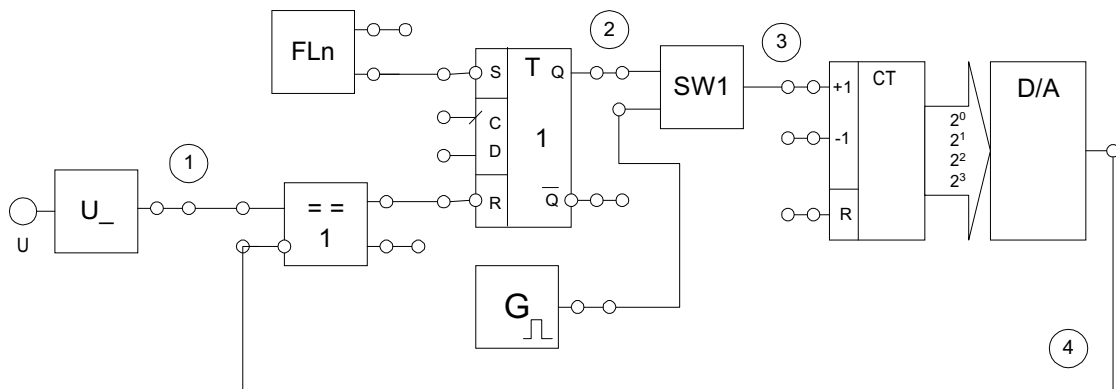 FLn
S
T Q
C
D
1
R
Q
2
SW1
3
+1
CT
-1
R
2⁰
2¹
2²
2³
D/A
1
U
U_
= =
1
G
4